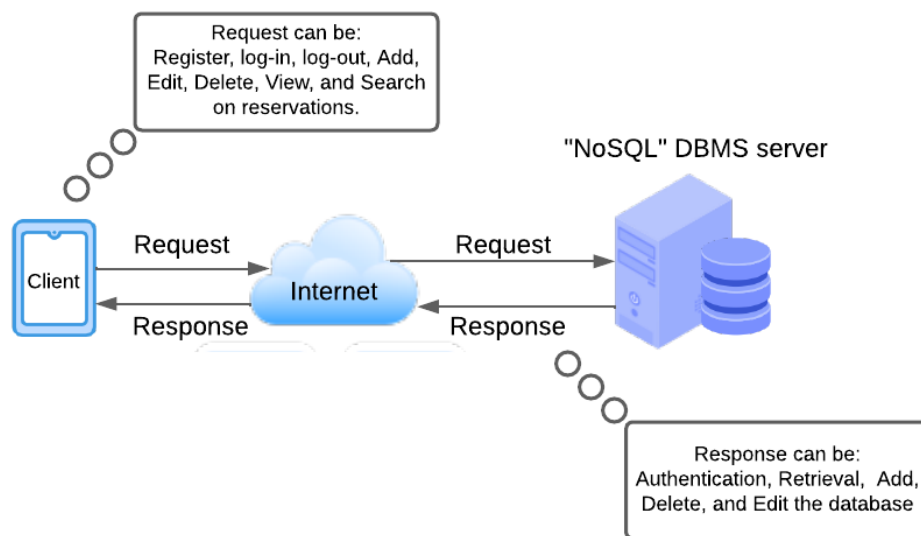 Request can be:
Register, log-in, log-out, Add,
Edit, Delete, View, and Search
on reservations.
"NoSQL" DBMS server
Request
Request
Client
Internet
Response
Response
Response can be:
Authentication, Retrieval,  Add,
Delete, and Edit the database